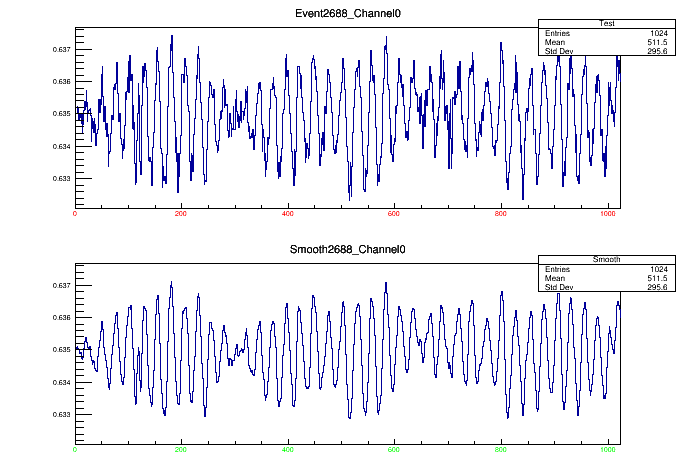 Event2688_Channel0
Test
Entries 1024
Mean 511.5
Std Dev 295.6
0.637
0.636
0.635
0.634
0.633
0 200 400 600 800 1000
Smooth2688_Channel0
Smooth
Entries 1024
Mean 511.5
Std Dev 295.6
0.637
0.636
0.635
0.634
0.633
0 200 400 600 800 1000